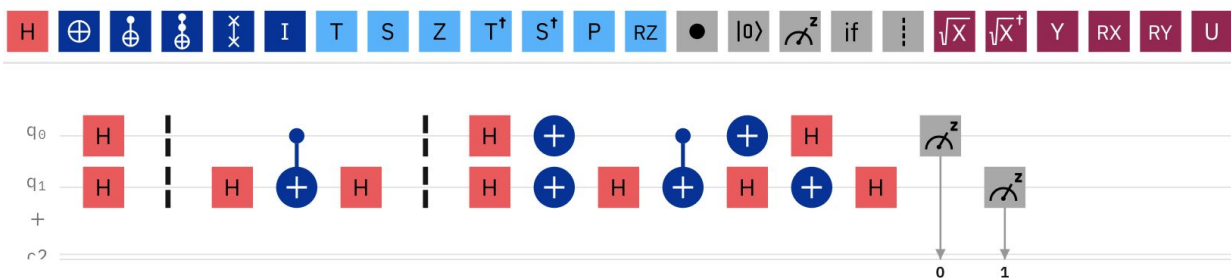 H I T S Z T† S† P RZ |0⟩ z if √X √X† Y RX RY U
q0 H H H z
q1 H H H H H H H z
+
0 1